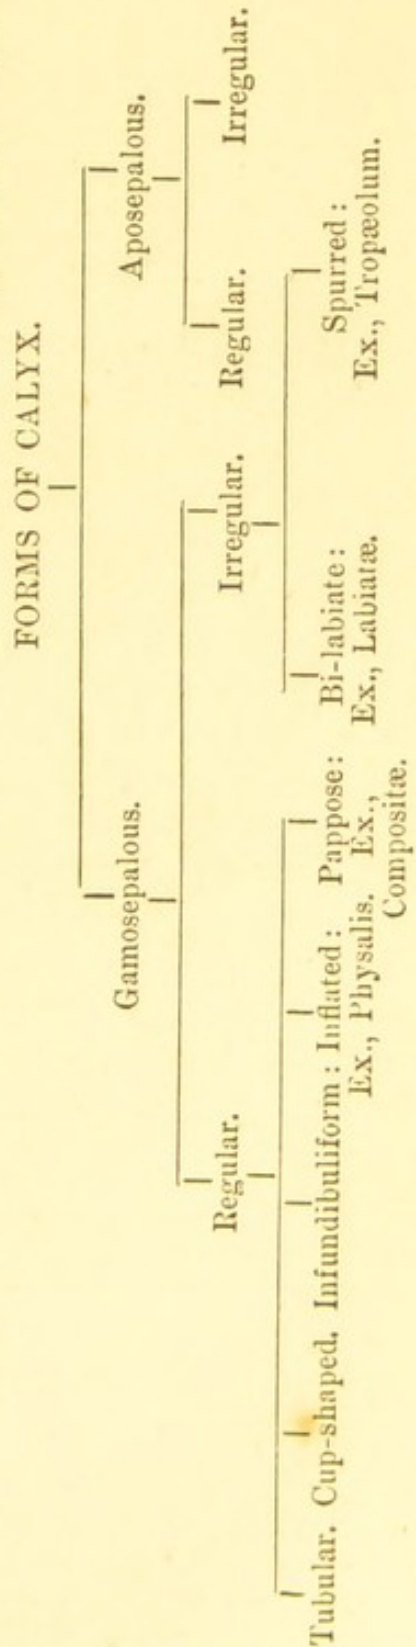 FORMS OF CALYX.
Gamosepalous. Aposepalous.
Regular. Irregular. Regular. Irregular.
Tubular. Cup-shaped. Infundibuliform : Inflated : Pappose : Bi-labiate : Spurred :
Ex., Physalis. Ex., Ex., Labiatæ. Ex., Tropæolum.
Compositæ.